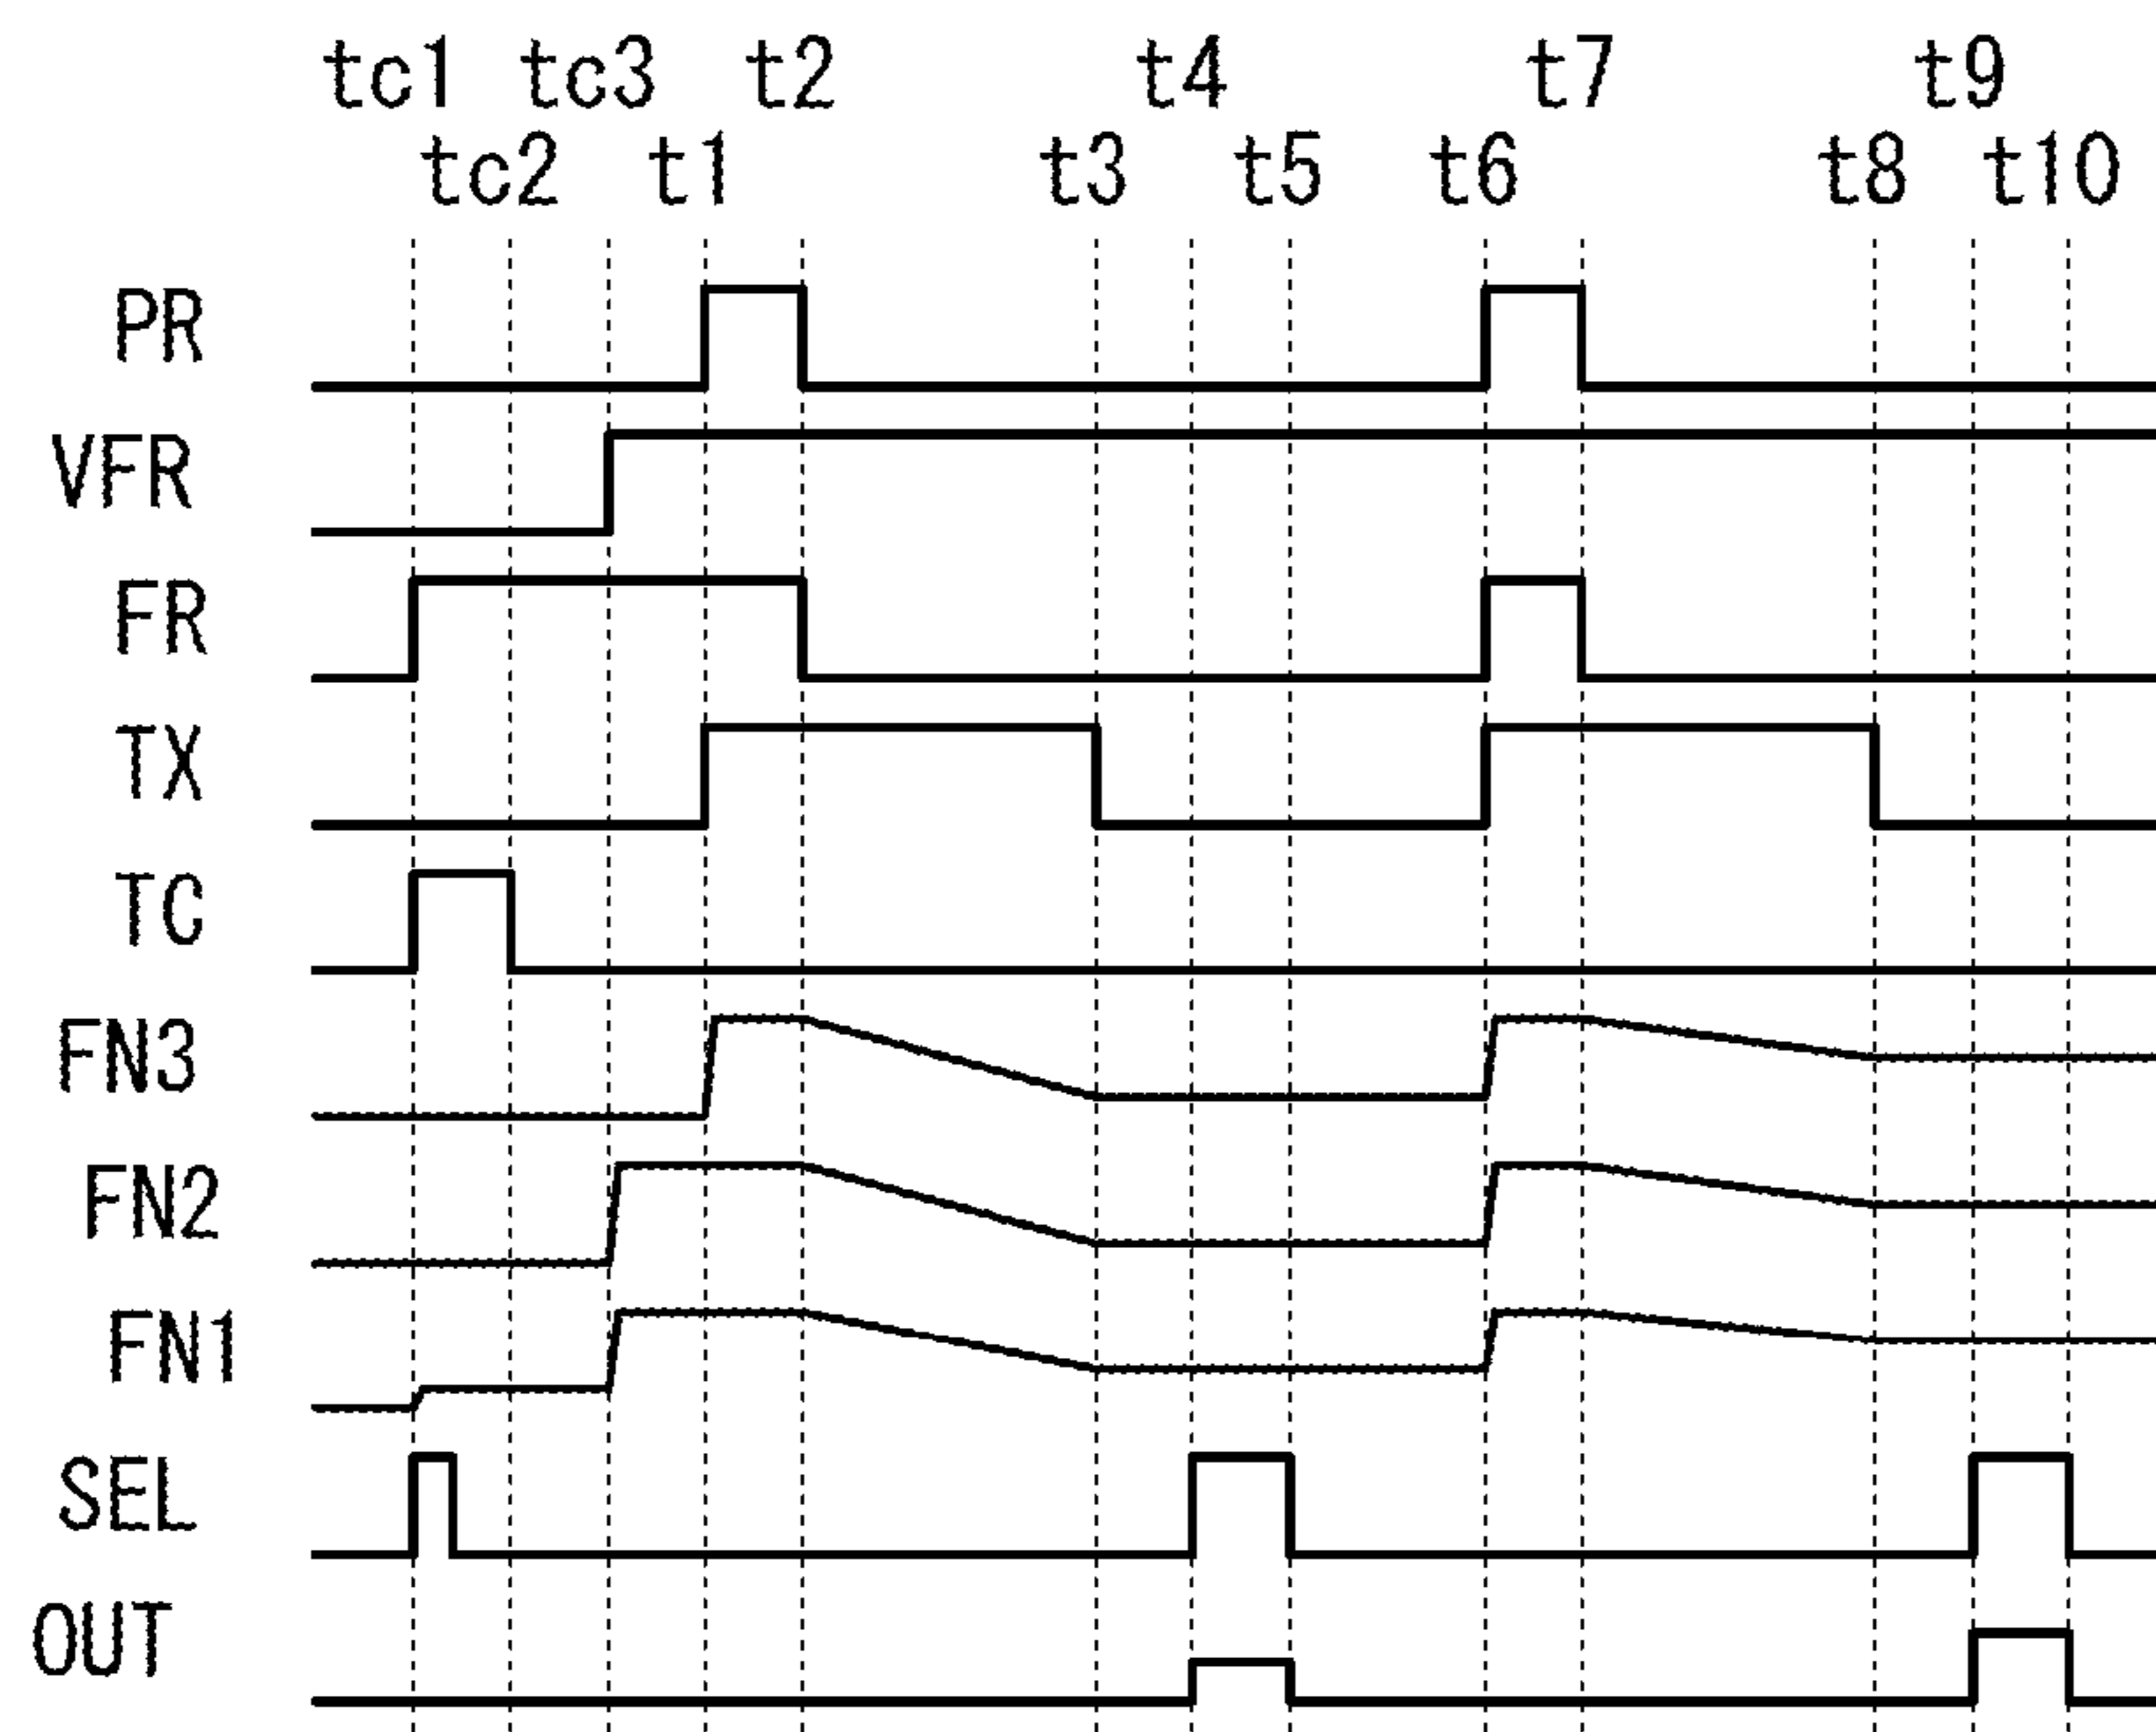 tc1 tc3 t2 t4 t7 t9
tc2 t1 t3 t5 t6 t8 t10
PR
VFR
FR
TX
TC
FN3
FN2
FN1
SEL
OUT